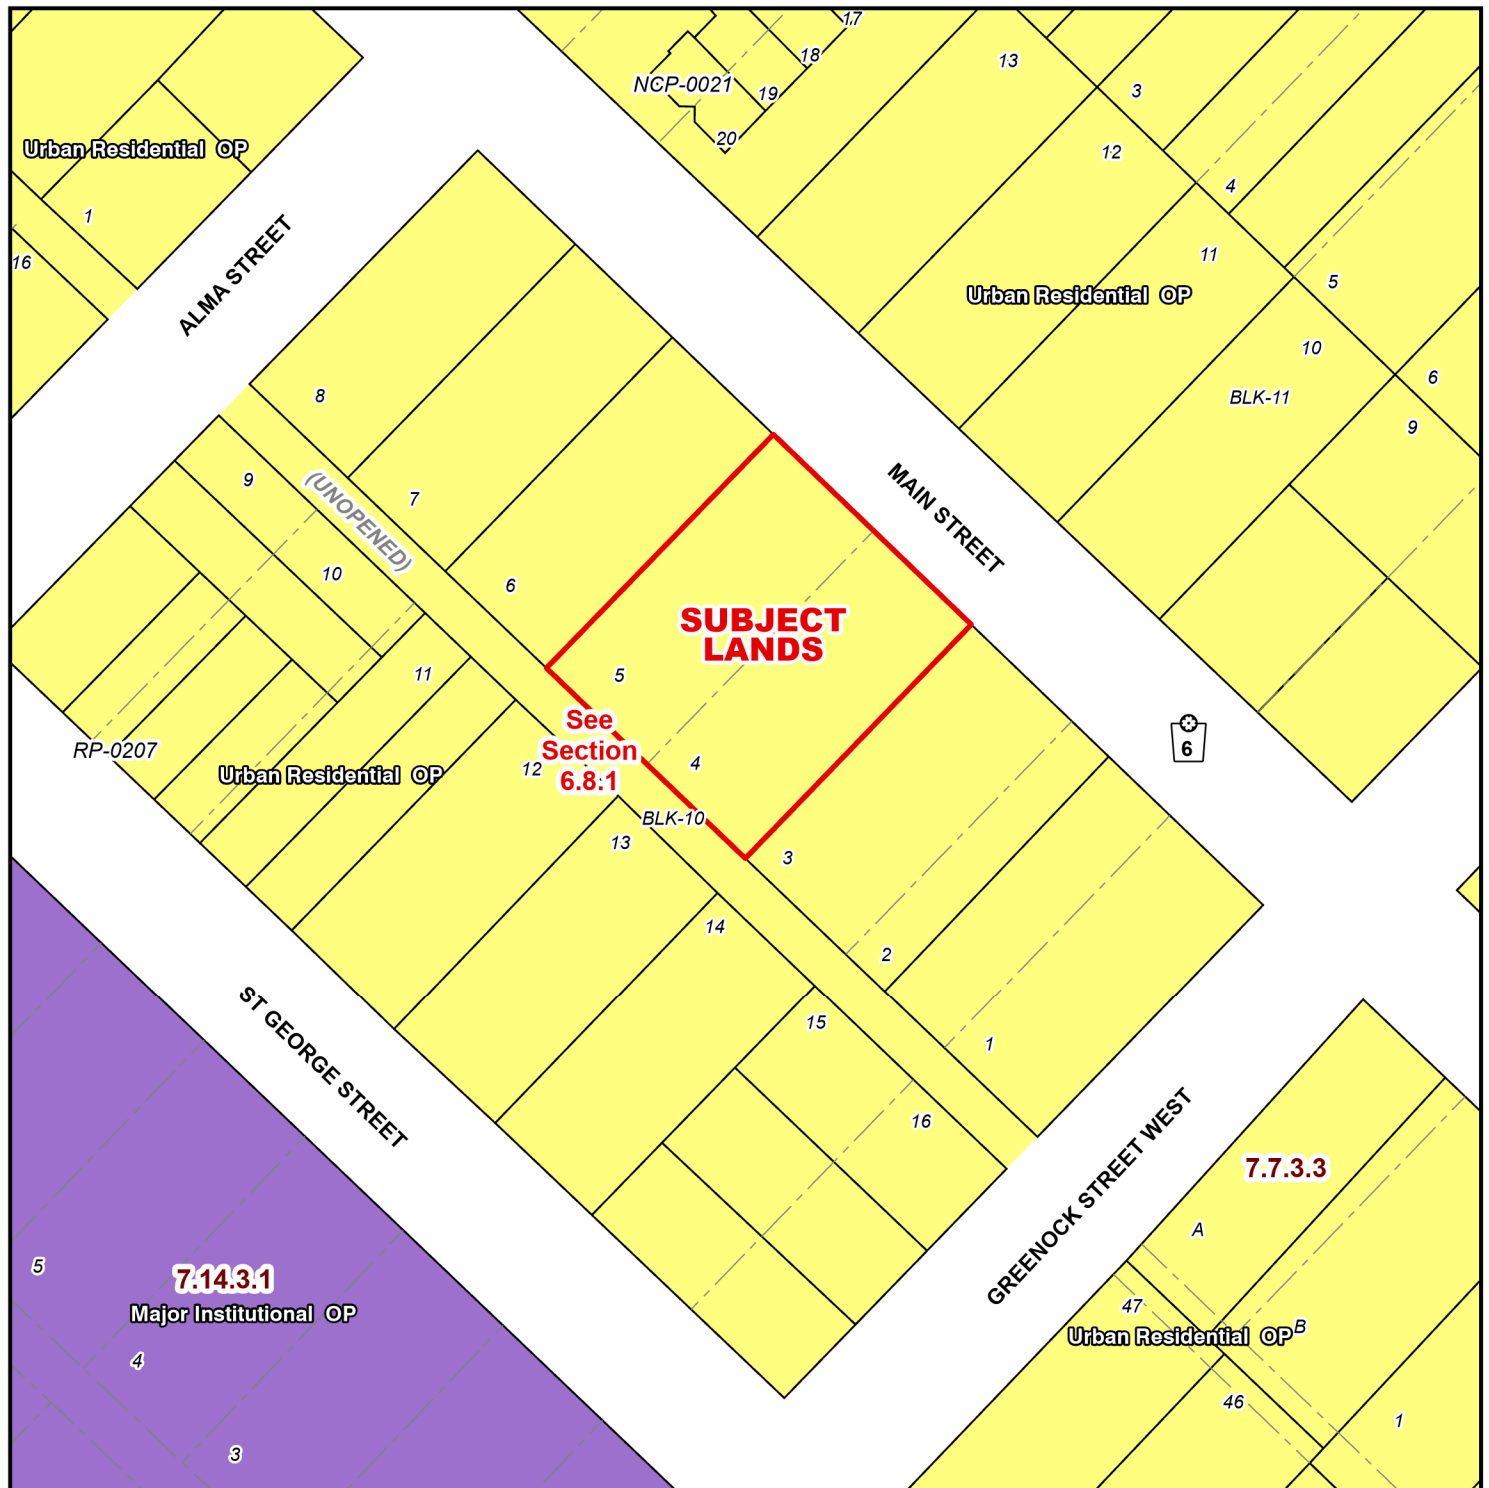 17
18
13
NCP-0021
19
3
20
Urban Residential OP
12
4
1
ALMA STREET
11
16
5
Urban Residential OP
10
6
8
BLK-11
9
9
(UNOPENED)
7
MAIN STREET
10
6
SUBJECT
LANDS
11
5
See
Section
6.8.1
6
RP-0207
Urban Residential OP
12
4
BLK-10
13
3
14
2
ST GEORGE STREET
15
1
16
GREENOCK STREET WEST
7.7.3.3
A
5
7.14.3.1
Major Institutional OP
47
B
Urban Residential OP
4
46
1
3